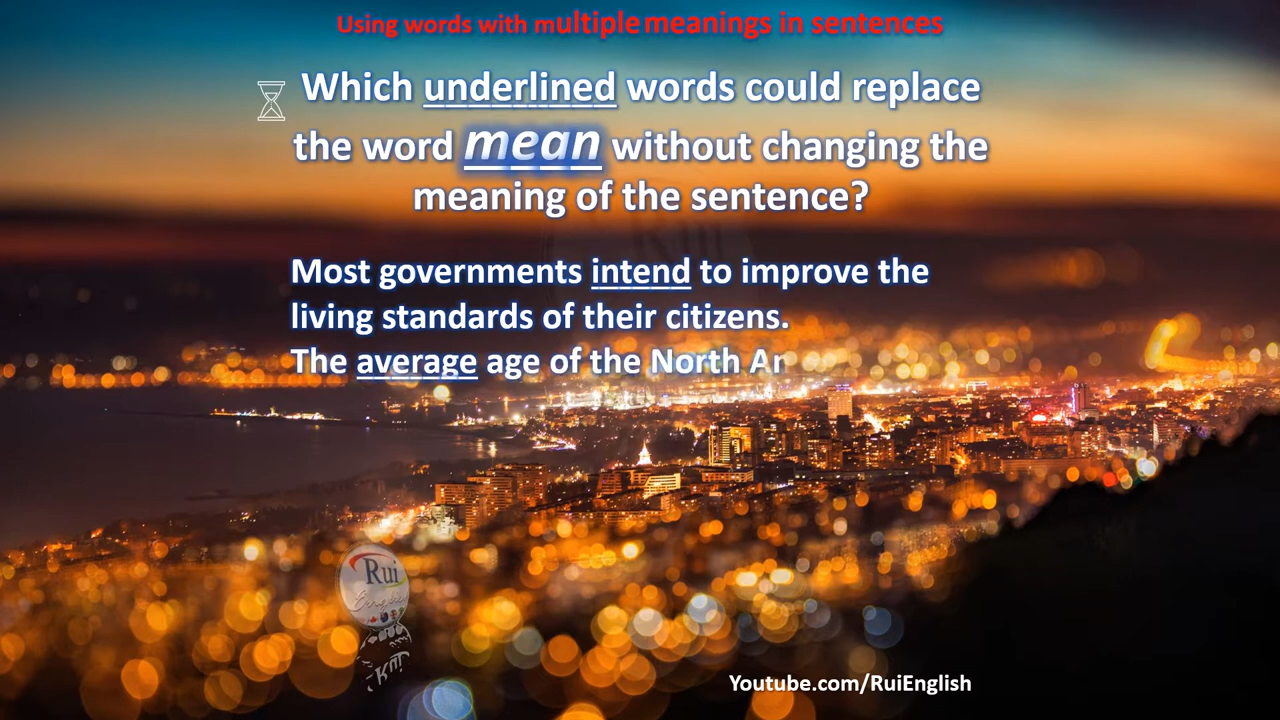 Using words with multiple meanings in sentences
Which underlined words could replace
the word mean without changing the
meaning of the sentence?
Most governments intend to improve the
living standards of their citizens.
The average age of the North
Rui
English
Youtube.com/RuiEnglish